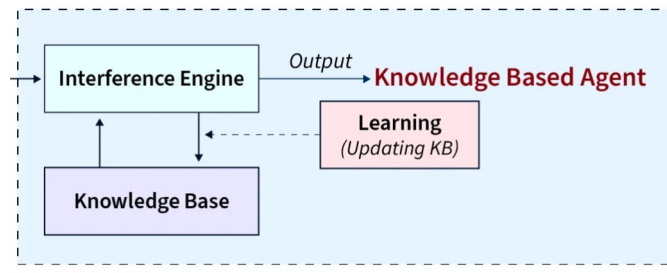 Interference Engine
Output
Knowledge Based Agent
Learning
(Updating KB)
Knowledge Base